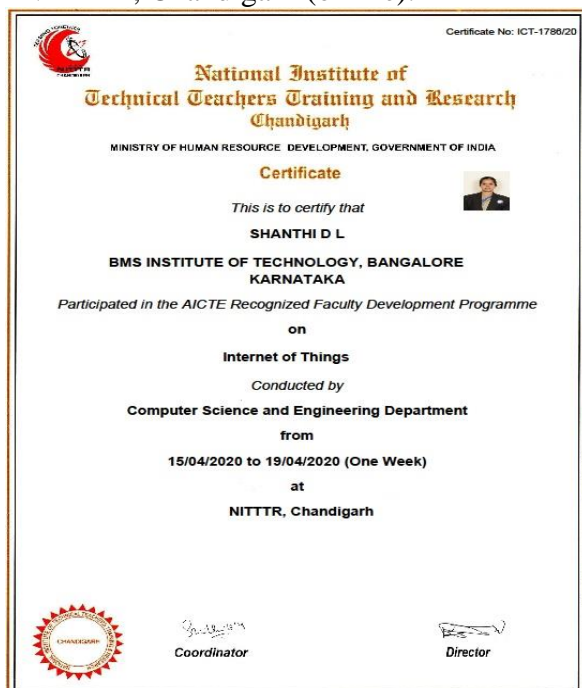 Certificate No: ICT-1786/20
NITTTR
CHANDIGARH
National Institute of
Technical Teachers Training and Research
Chandigarh
MINISTRY OF HUMAN RESOURCE DEVELOPMENT, GOVERNMENT OF INDIA
Certificate
This is to certify that
SHANTHI D L
BMS INSTITUTE OF TECHNOLOGY, BANGALORE
KARNATAKA
Participated in the AICTE Recognized Faculty Development Programme
on
Internet of Things
Conducted by
Computer Science and Engineering Department
from
15/04/2020 to 19/04/2020 (One Week)
at
NITTTR, Chandigarh
CHANDIGARH
Coordinator
Director